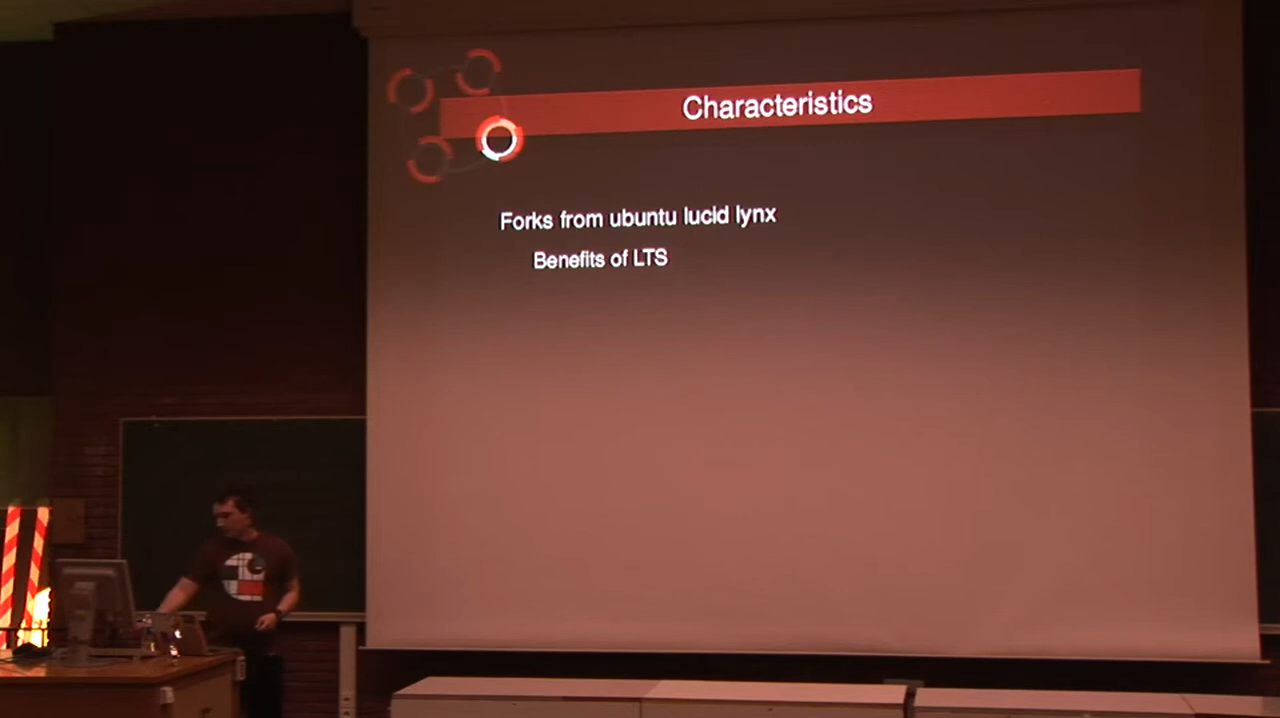 Characteristics
Forks from ubuntu lucid lynx
Benefits of LTS